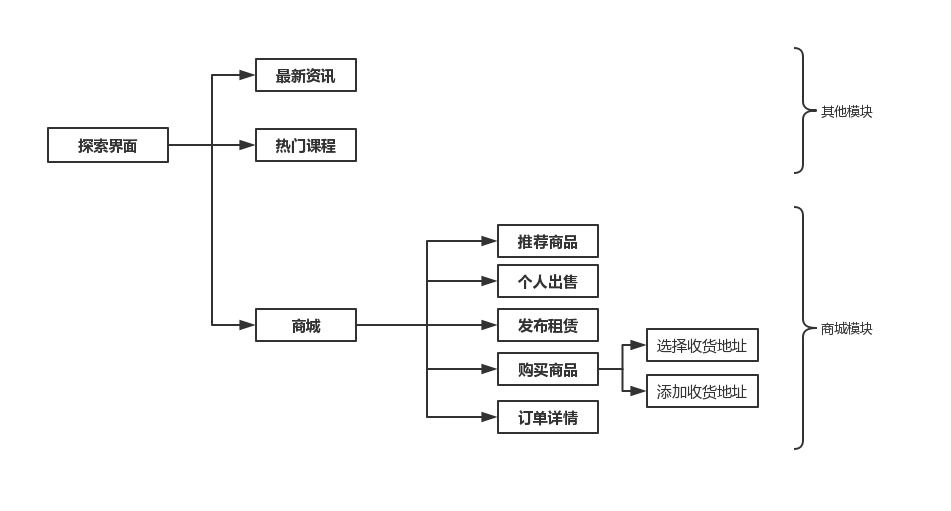 最新资讯
其他模块
探索界面
热门课程
推荐商品
个人出售
商城
发布租赁
商城模块
选择收货地址
购买商品
添加收货地址
订单详情